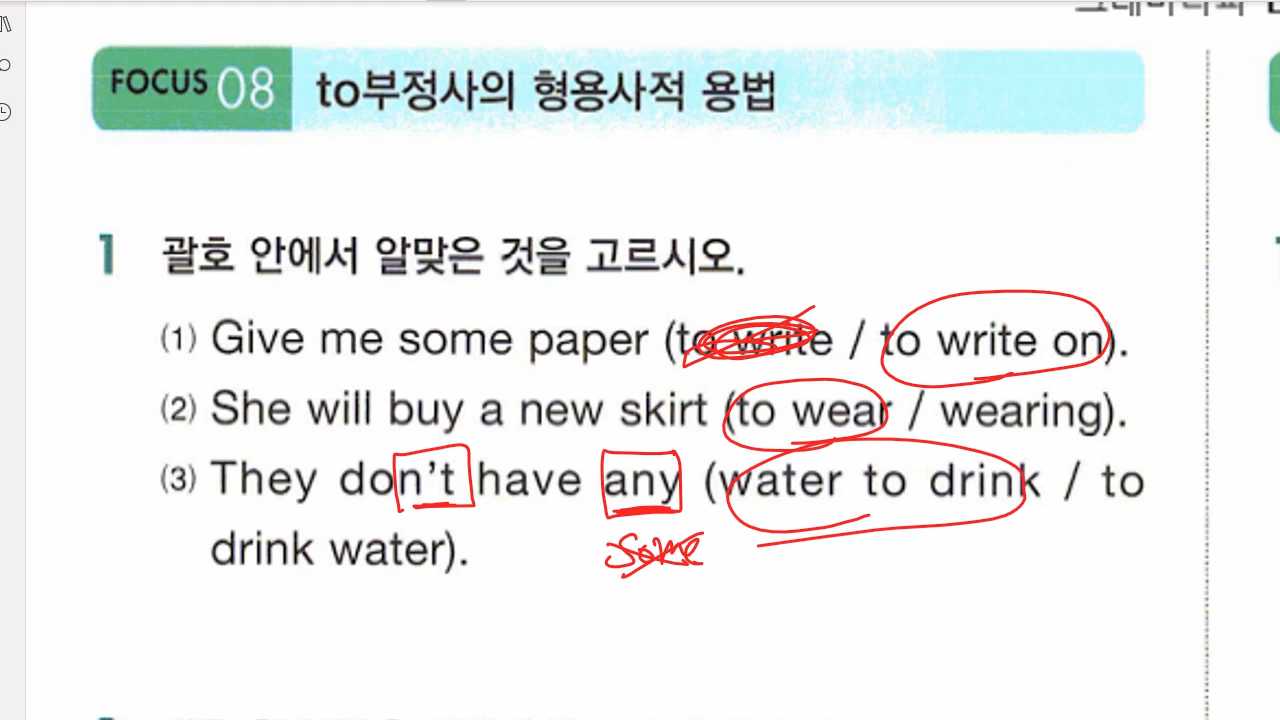 FOCUS 08 to부정사의 형용사적 용법
1 괄호 안에서 알맞은 것을 고르시오.
(1) Give me some paper (to write / to write on).
(2) She will buy a new skirt (to wear / wearing).
(3) They don't have any (water to drink / to
drink water).
some